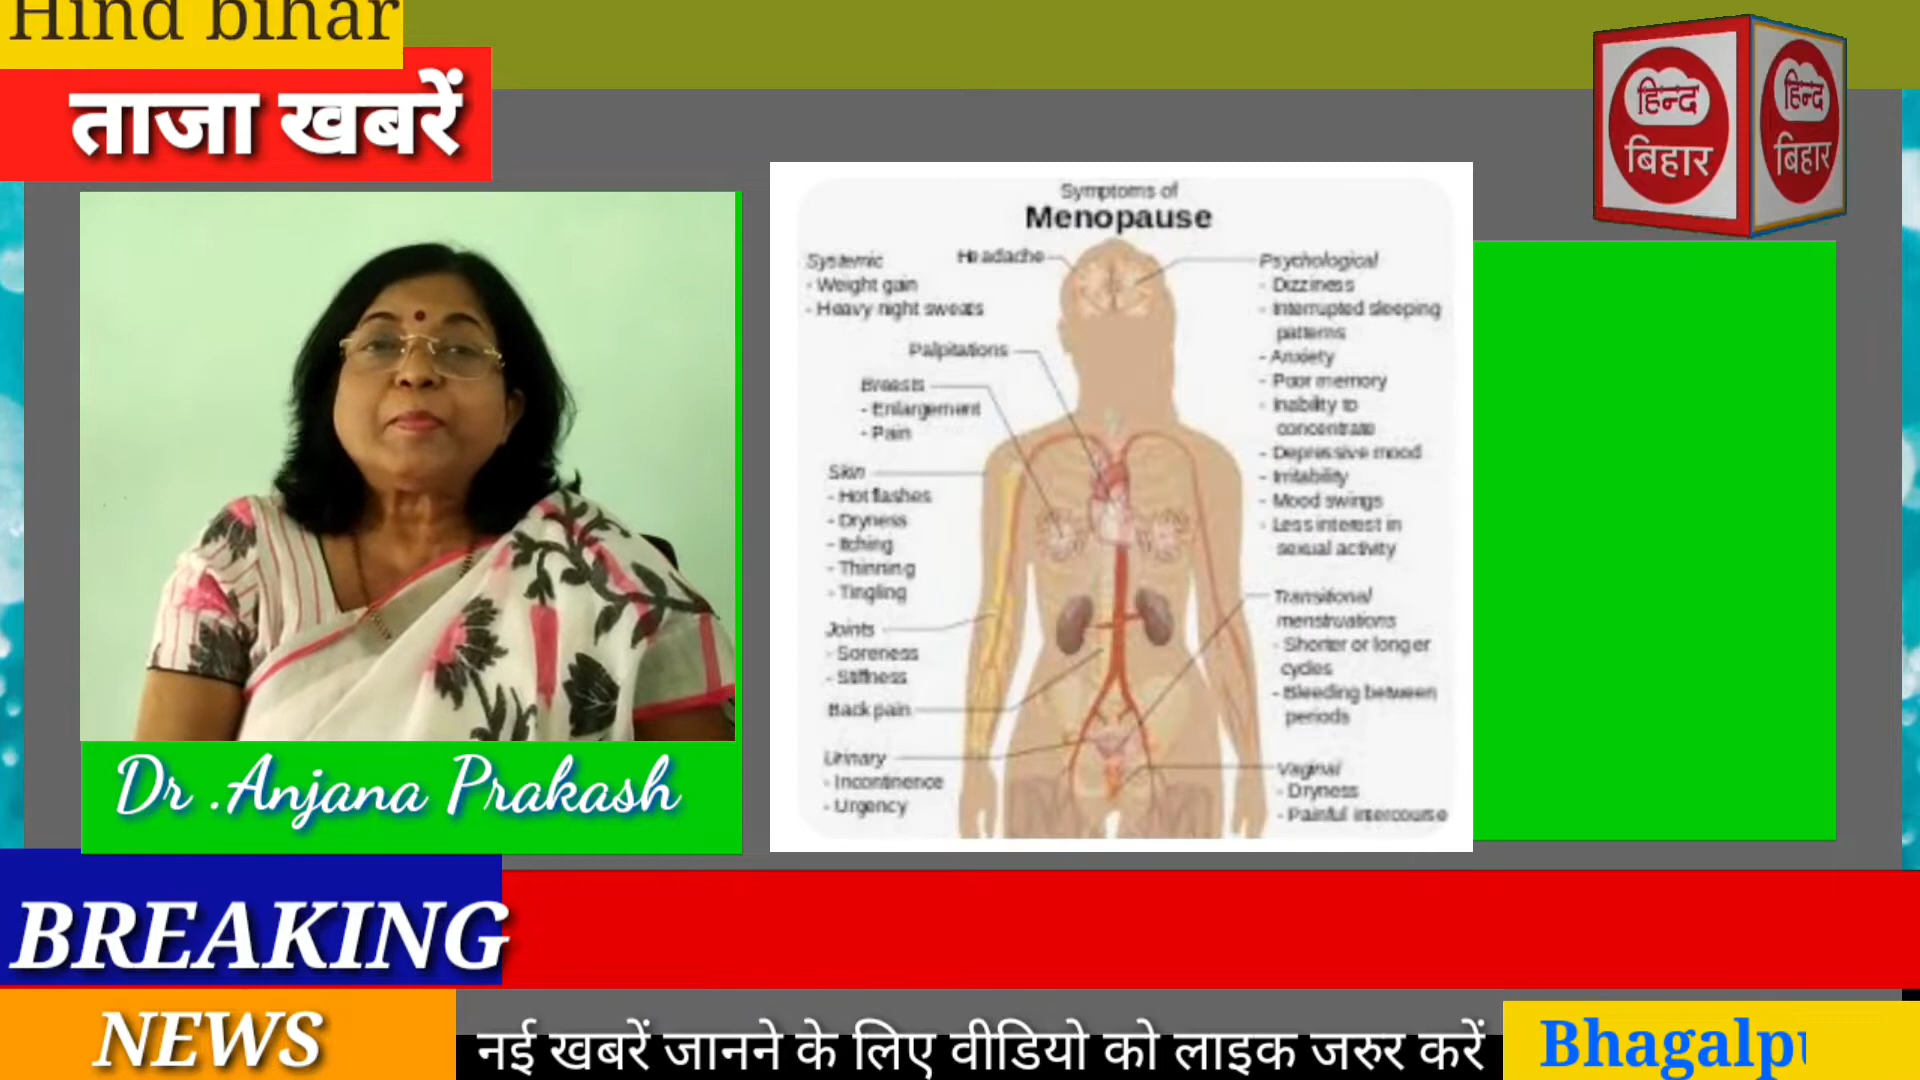 Hind bihar
ताजा खबरें
हिन्द
बिहार
हिन्द
बिहार
Symptoms of
Menopause
Systemic
- Weight gain
- Heavy night sweats
Headache
Palpitations
Breasts
- Enlargement
- Pain
Skin
- Hot flashes
- Dryness
- Itching
- Thinning
- Tingling
Joints
- Soreness
- Stiffness
Back pain
Urinary
- Incontinence
- Urgency
Psychological
- Dizziness
- Interrupted sleeping
patterns
- Anxiety
- Poor memory
- Inability to
concentrate
- Depressive mood
- Irritability
- Mood swings
- Less interest in
sexual activity
Transitional
menstruations
- Shorter or longer
cycles
- Bleeding between
periods
Vaginal
- Dryness
- Painful intercourse
Dr .Anjana Prakash
BREAKING
NEWS
नई खबरें जानने के लिए वीडियो को लाइक जरुर करें
Bhagalpu